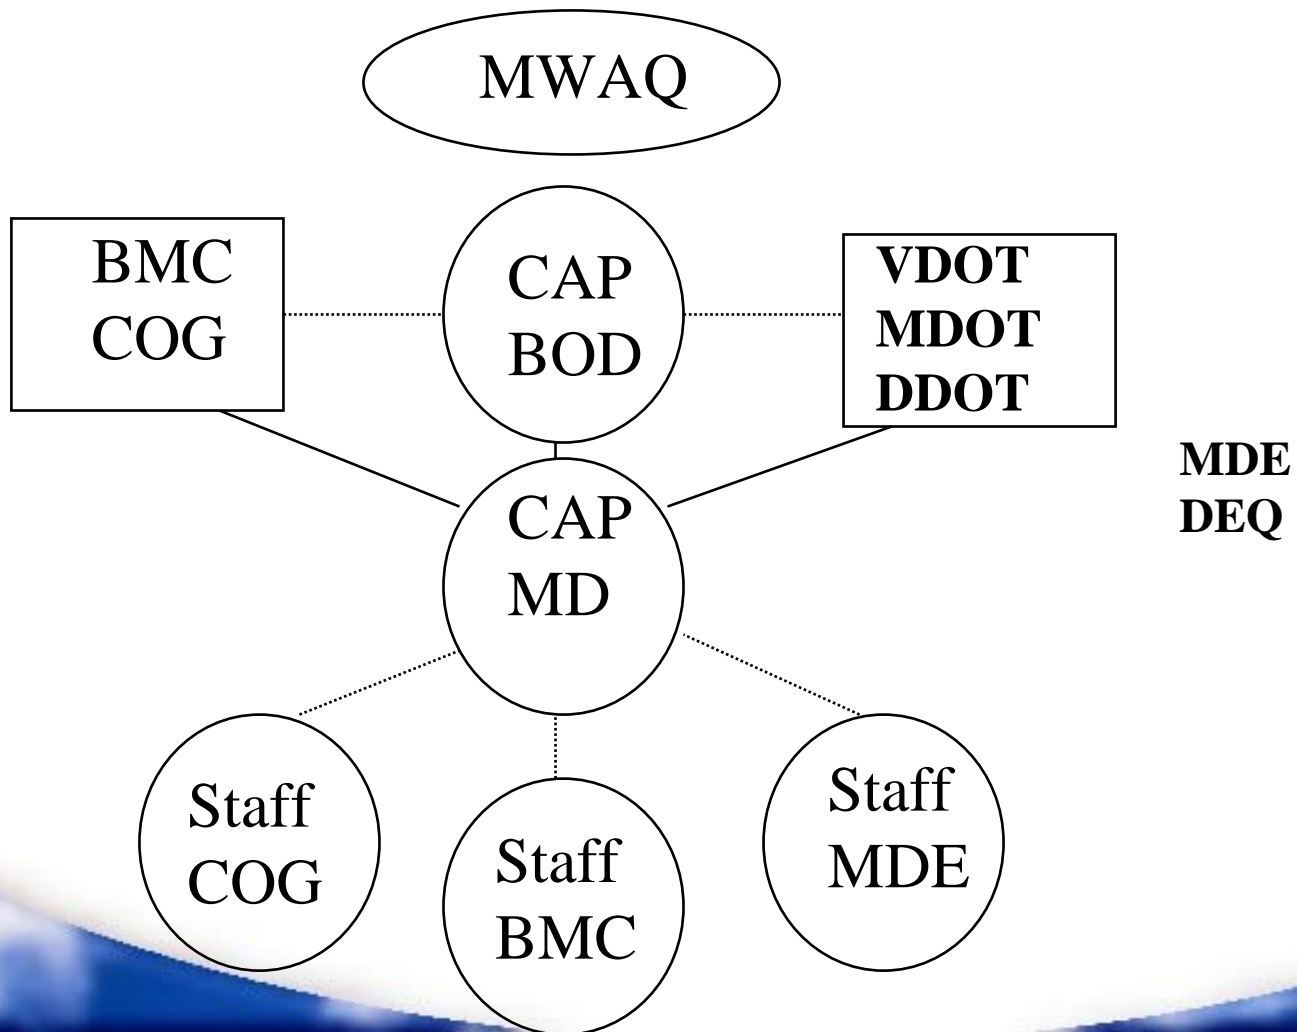 MWAQ
BMC
COG
CAP
BOD
VDOT
MDOT
DDOT
MDE
DEQ
CAP
MD
Staff
COG
Staff
BMC
Staff
MDE